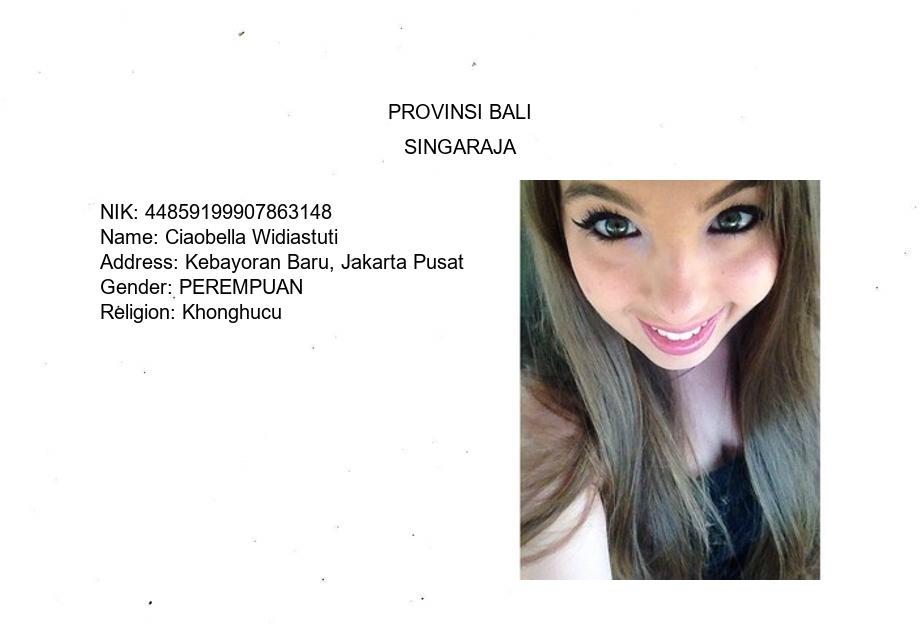 PROVINSI BALI
SINGARAJA
NIK: 44859199907863148
Name: Ciaobella Widiastuti
Address: Kebayoran Baru, Jakarta Pusat
Gender: PEREMPUAN
Religion: Khonghucu